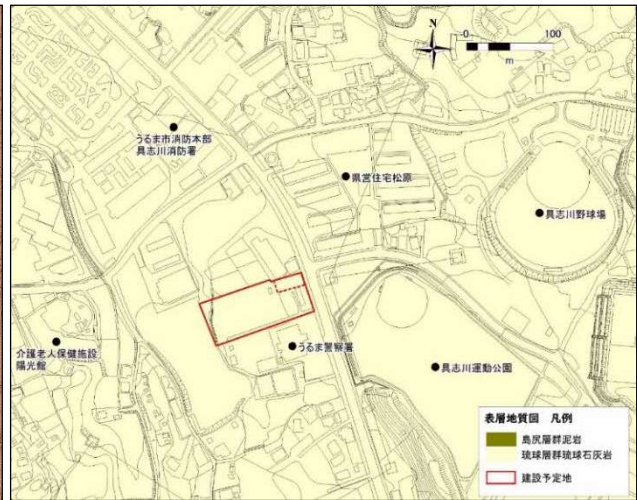 N
0
100
m
うるま市消防本部
具志川消防署
県営住宅松原
具志川野球場
介護老人保健施設
陽光館
うるま警察署
具志川運動公園
表層地質図 凡例
島尻層群泥岩
琉球層群琉球石灰岩
建設予定地